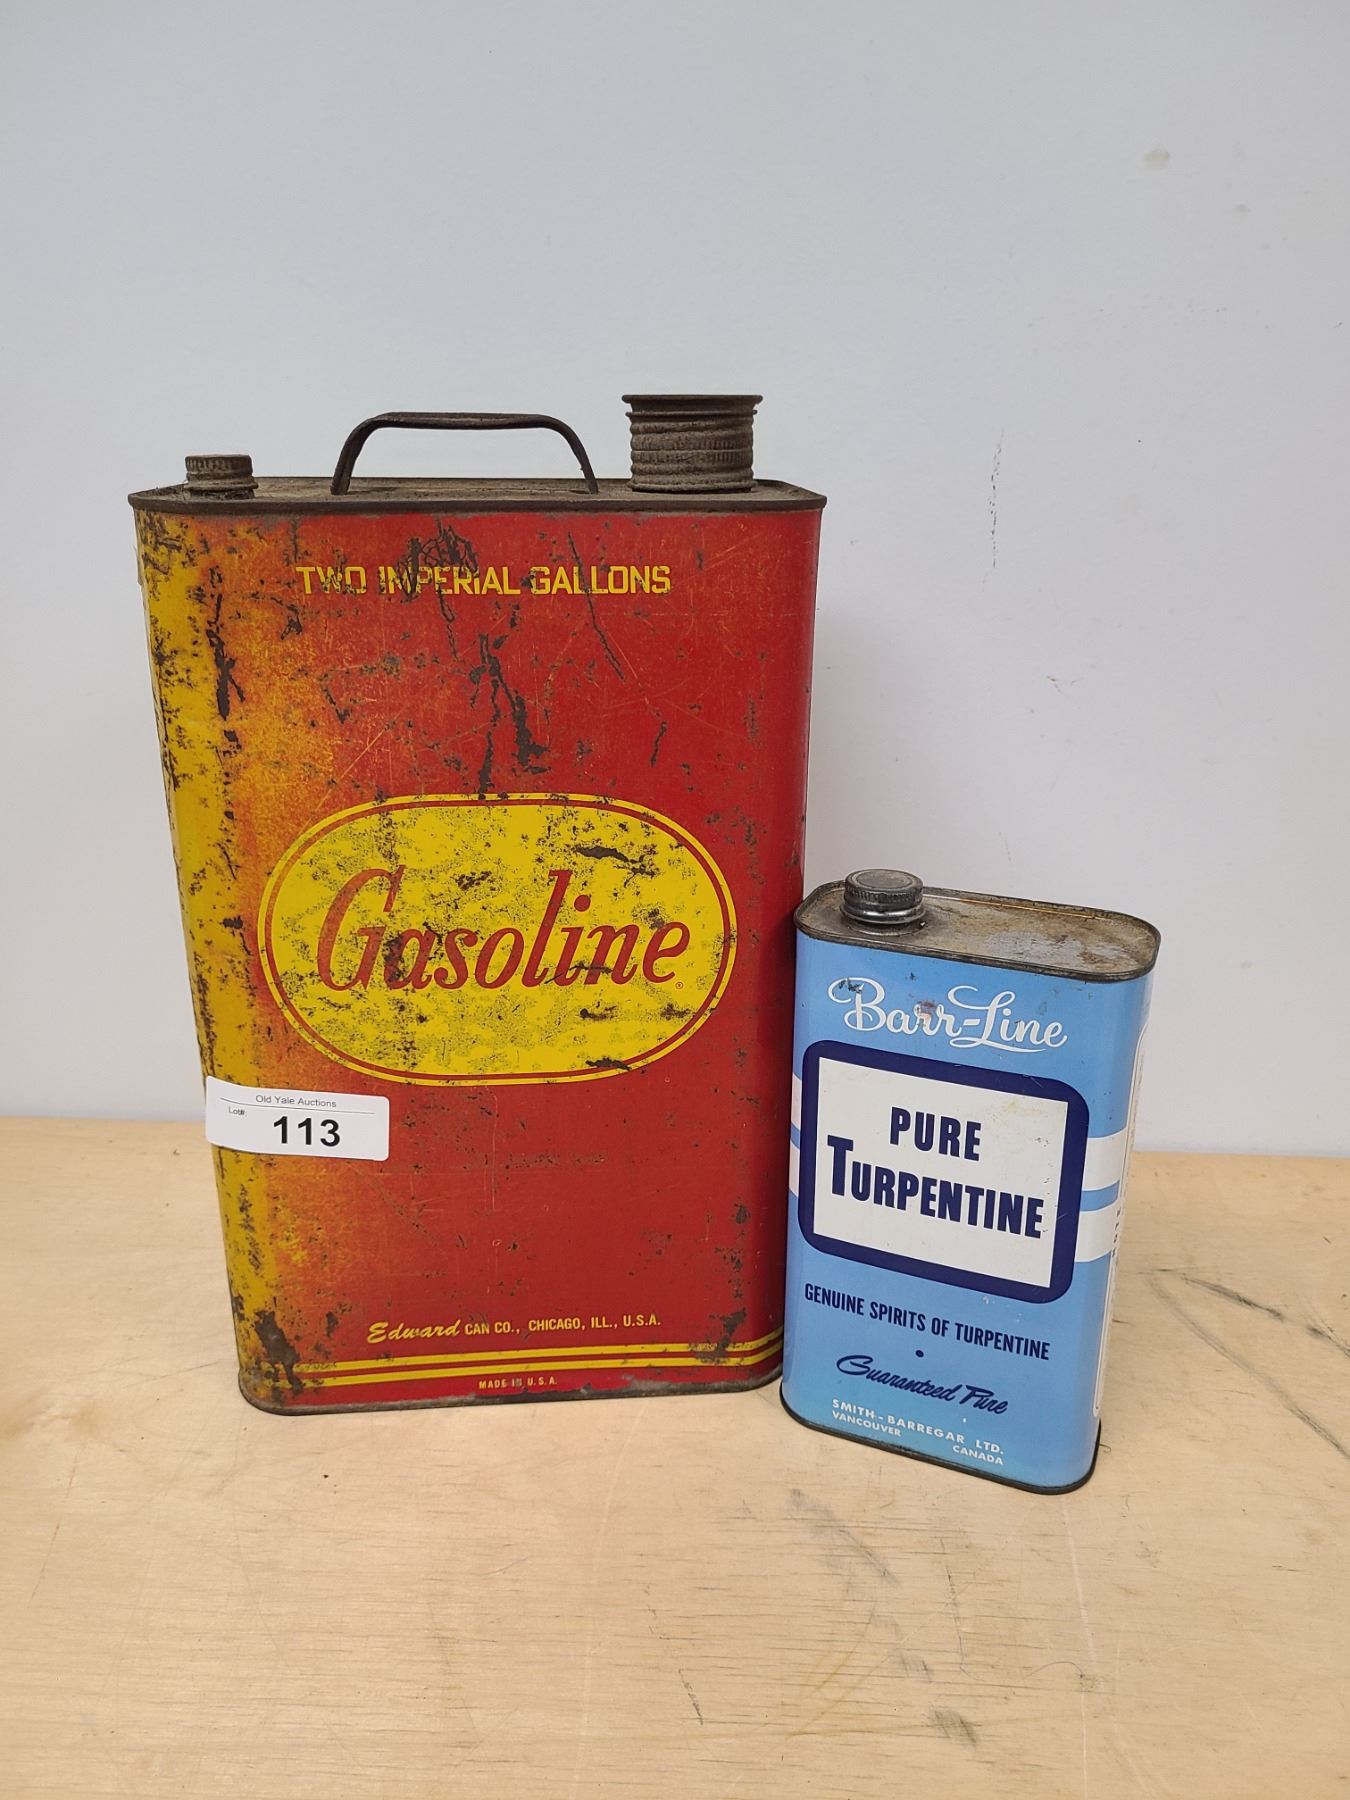 TWO IMPERIAL GALLONS
Gasoline
Old Yale Auctions
Lot#
113
Edward CAN CO., CHICAGO, ILL., U.S.A.
MADE IN U.S.A.
Barr-Line
PURE
TURPENTINE
GENUINE SPIRITS OF TURPENTINE
Guaranteed Pure
SMITH-BARREGAR LTD.
VANCOUVER CANADA